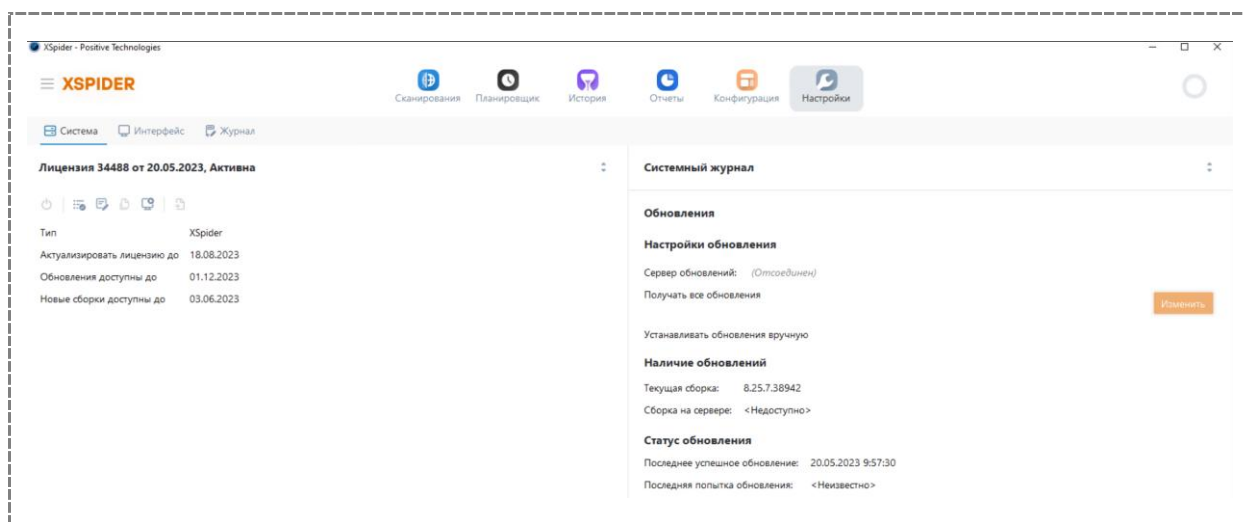 XSpider - Positive Technologies
XSPIDER
Сканирования Планировщик История Отчеты Конфигурация Настройки
Система Интерфейс Журнал
Лицензия 34488 от 20.05.2023, Активна
Тип XSpider
Актуализировать лицензию до 18.08.2023
Обновления доступны до 01.12.2023
Новые сборки доступны до 03.06.2023
Системный журнал
Обновления
Настройки обновления
Сервер обновлений: (Отсоединен)
Получать все обновления
Изменить
Устанавливать обновления вручную
Наличие обновлений
Текущая сборка: 8.25.7.38942
Сборка на сервере: <Недоступно>
Статус обновления
Последнее успешное обновление: 20.05.2023 9:57:30
Последняя попытка обновления: <Неизвестно>